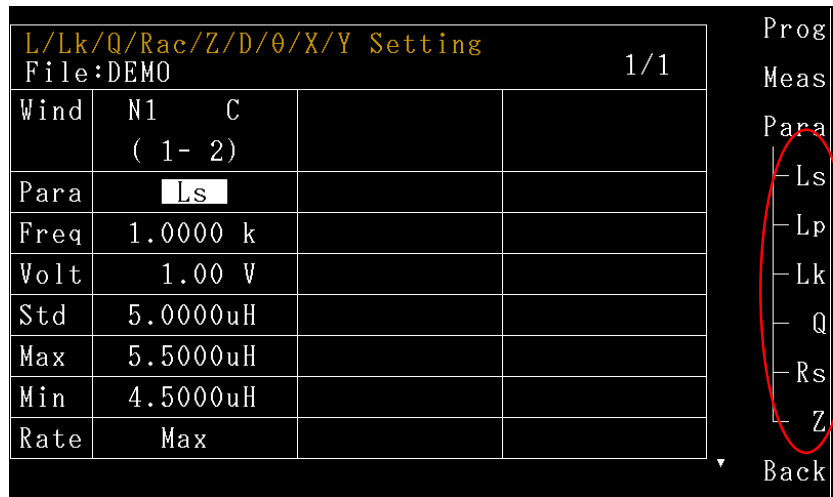 L/Lk/Q/Rac/Z/D/θ/X/Y Setting
File:DEMO 1/1
Wind N1 C
( 1- 2)
Para Ls
Freq 1.0000 k
Volt 1.00 V
Std 5.0000uH
Max 5.5000uH
Min 4.5000uH
Rate Max
Prog
Meas
Para
Ls
Lp
Lk
Q
Rs
Z
Back